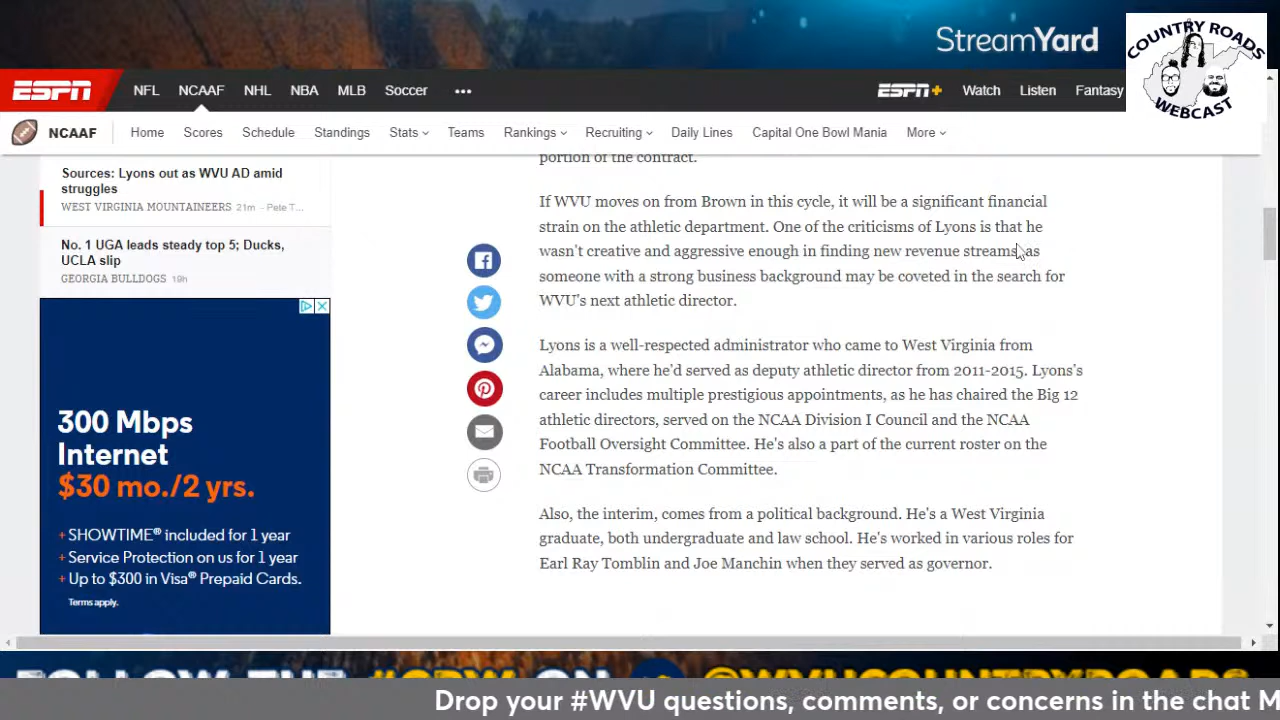 StreamYard
COUNTRY ROADS
WEBCAST
ESPN
NFL NCAAF NHL NBA MLB Soccer •••
ESPN+ Watch Listen Fantasy
NCAAF Home Scores Schedule Standings Stats Teams Rankings Recruiting Daily Lines Capital One Bowl Mania More
Sources: Lyons out as WVU AD amid
struggles
WEST VIRGINIA MOUNTAINEERS 21m - Pete T...
No. 1 UGA leads steady top 5; Ducks,
UCLA slip
GEORGIA BULLDOGS 19h
300 Mbps
Internet
$30 mo./2 yrs.
+ SHOWTIME® included for 1 year
+ Service Protection on us for 1 year
+ Up to $300 in Visa® Prepaid Cards.
Terms apply.
portion of the contract.
If WVU moves on from Brown in this cycle, it will be a significant financial
strain on the athletic department. One of the criticisms of Lyons is that he
wasn't creative and aggressive enough in finding new revenue streams, as
someone with a strong business background may be coveted in the search for
WVU's next athletic director.
Lyons is a well-respected administrator who came to West Virginia from
Alabama, where he'd served as deputy athletic director from 2011-2015. Lyons's
career includes multiple prestigious appointments, as he has chaired the Big 12
athletic directors, served on the NCAA Division I Council and the NCAA
Football Oversight Committee. He's also a part of the current roster on the
NCAA Transformation Committee.
Also, the interim, comes from a political background. He's a West Virginia
graduate, both undergraduate and law school. He's worked in various roles for
Earl Ray Tomblin and Joe Manchin when they served as governor.
FOLLOW THE #CRW ON @WVUCOUNTRYROADS
Drop your #WVU questions, comments, or concerns in the chat M